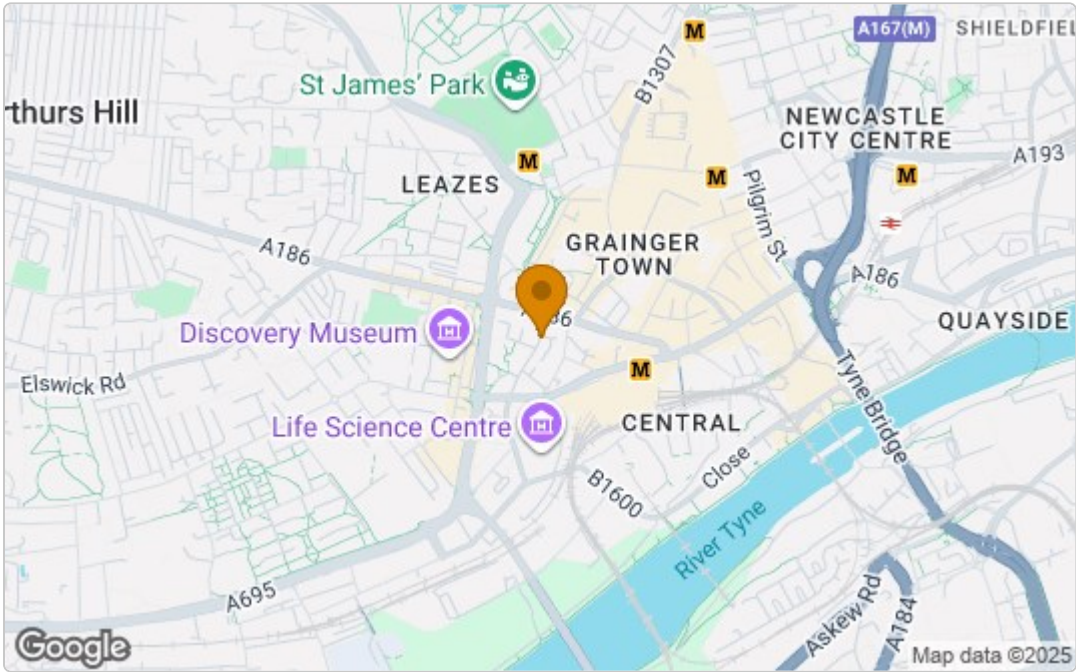 A167(M)
SHIELDFIEL
M
B1307
St James' Park
rthurs Hill
NEWCASTLE
CITY CENTRE
M
M
M
A193
LEAZES
Pilgrim St
A186
GRAINGER
TOWN
A186
66
QUAYSIDE
Discovery Museum
Elswick Rd
M
Tyne Bridge
Life Science Centre
CENTRAL
Close
B1600
River Tyne
A695
Askew Rd
A184
Google
Map data ©2025